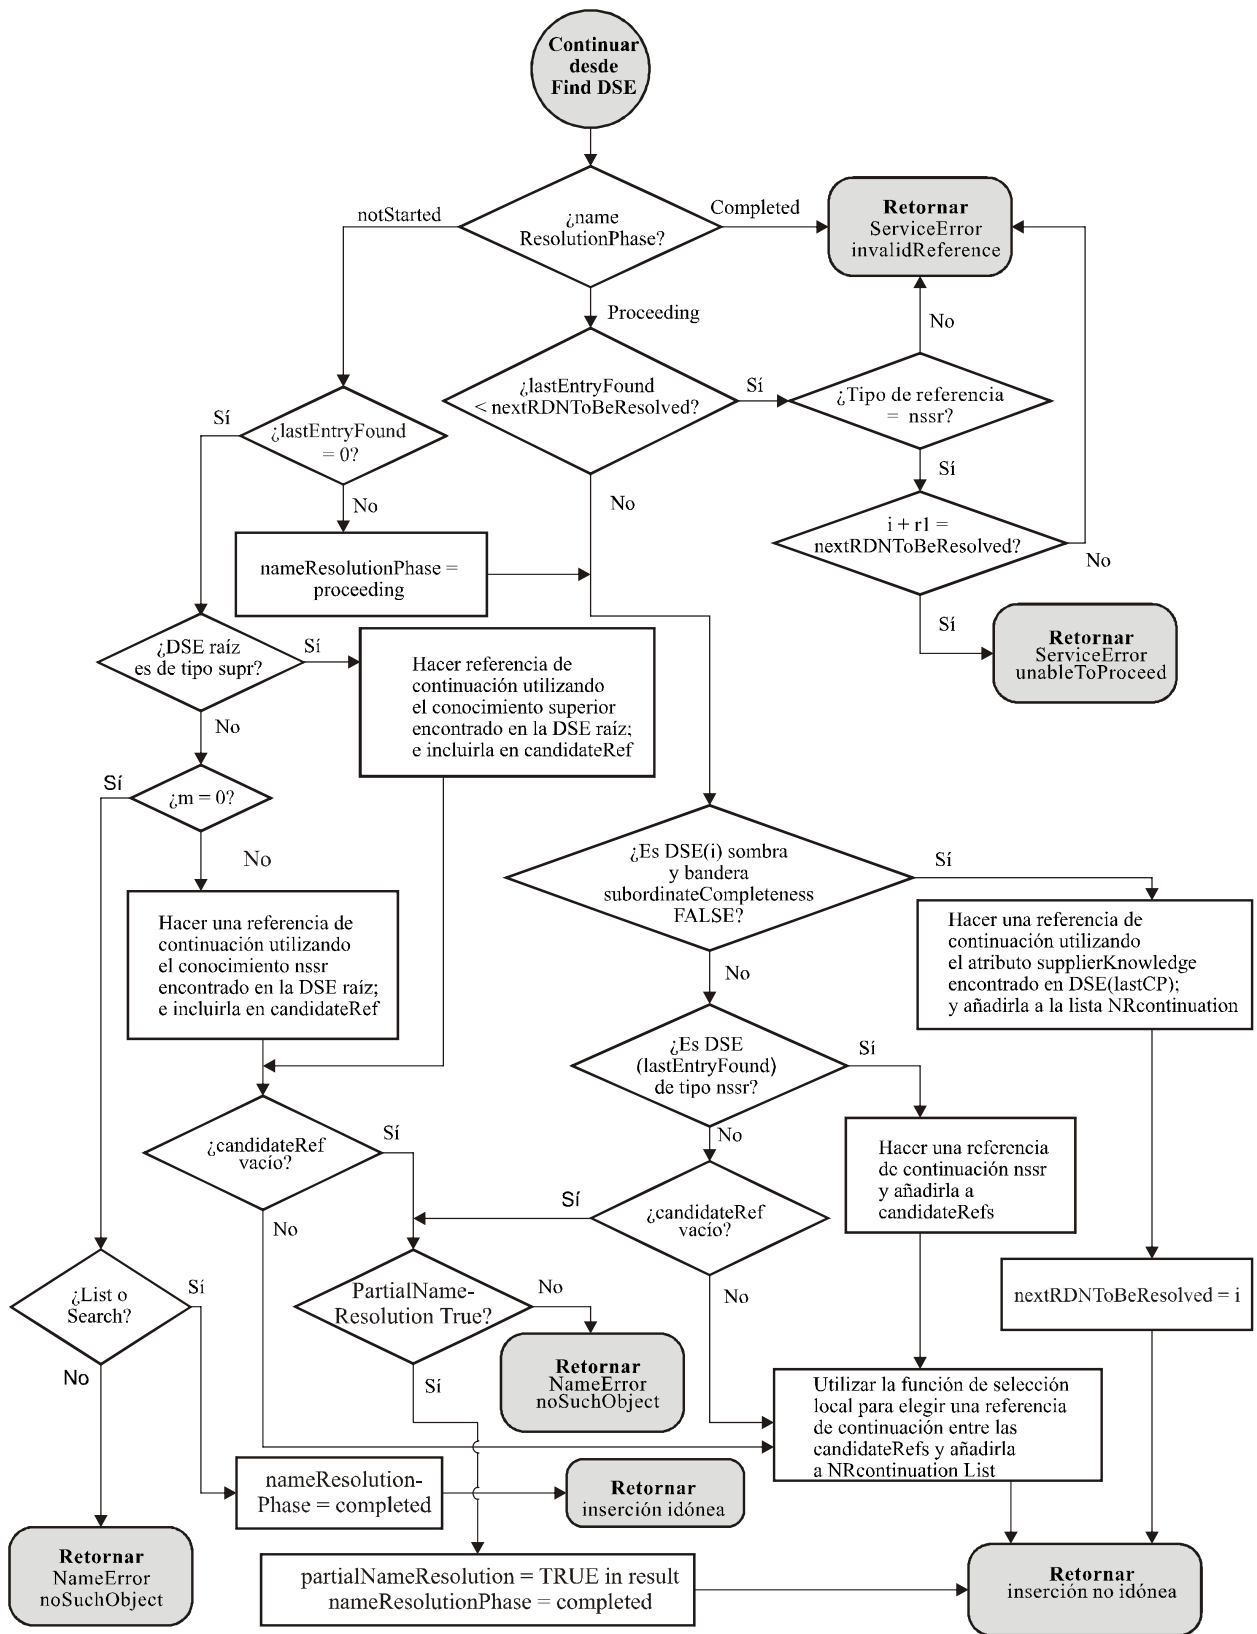 Continuar
desde
Find DSE
¿name
ResolutionPhase?
notStarted
Completed
Retornar
ServiceError
invalidReference
Proceeding
No
¿lastEntryFound
< nextRDNToBeResolved?
Sí
¿Tipo de referencia
= nssr?
Sí
¿lastEntryFound
= 0?
No
No
Sí
i + r1 =
nextRDNToBeResolved?
No
nameResolutionPhase =
proceeding
Sí
Retornar
ServiceError
unableToProceed
¿DSE raíz
es de tipo supr?
Sí
Hacer referencia de
continuación utilizando
el conocimiento superior
encontrado en la DSE raíz;
e incluirla en candidateRef
No
Sí
¿m = 0?
No
¿Es DSE(i) sombra
y bandera
subordinateCompleteness
FALSE?
Sí
No
Hacer una referencia de
continuación utilizando
el conocimiento nssr
encontrado en la DSE raíz;
e incluirla en candidateRef
Hacer una referencia de
continuación utilizando
el atributo supplierKnowledge
encontrado en DSE(lastCP);
y añadirla a la lista NRcontinuation
¿Es DSE
(lastEntryFound)
de tipo nssr?
Sí
No
¿candidateRef
vacío?
Sí
No
Hacer una referencia
de continuación nssr
y añadirla a
candidateRefs
Sí
¿candidateRef
vacío?
No
¿List o
Search?
Sí
No
PartialName-
Resolution True?
No
Sí
nextRDNToBeResolved = i
Retornar
NameError
noSuchObject
Utilizar la función de selección
local para elegir una referencia
de continuación entre las
candidateRefs y añadirla
a NRcontinuation List
nameResolution-
Phase = completed
Retornar
inserción idónea
Retornar
NameError
noSuchObject
partialNameResolution = TRUE in result
nameResolutionPhase = completed
Retornar
inserción no idónea